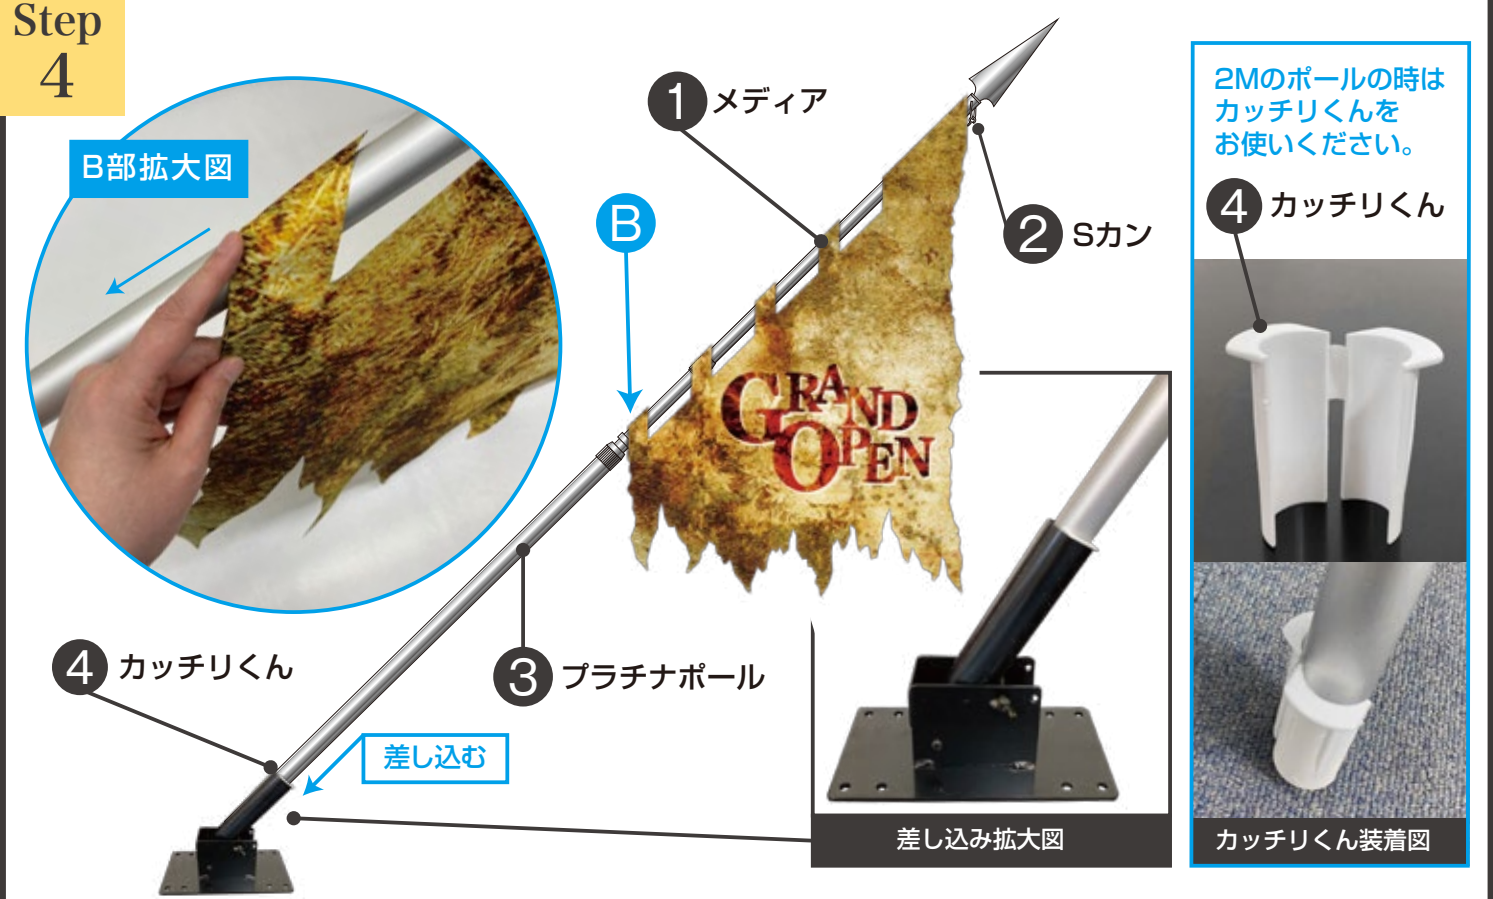 Step
4
B部拡大図
1 メディア
B
2 Sカン
GRAND
OPEN
3 プラチナポール
4 カッチリくん
差し込む
差し込み拡大図
2Mのポールの時は
カッチリくんを
お使いください。
4 カッチリくん
カッチリくん装着図